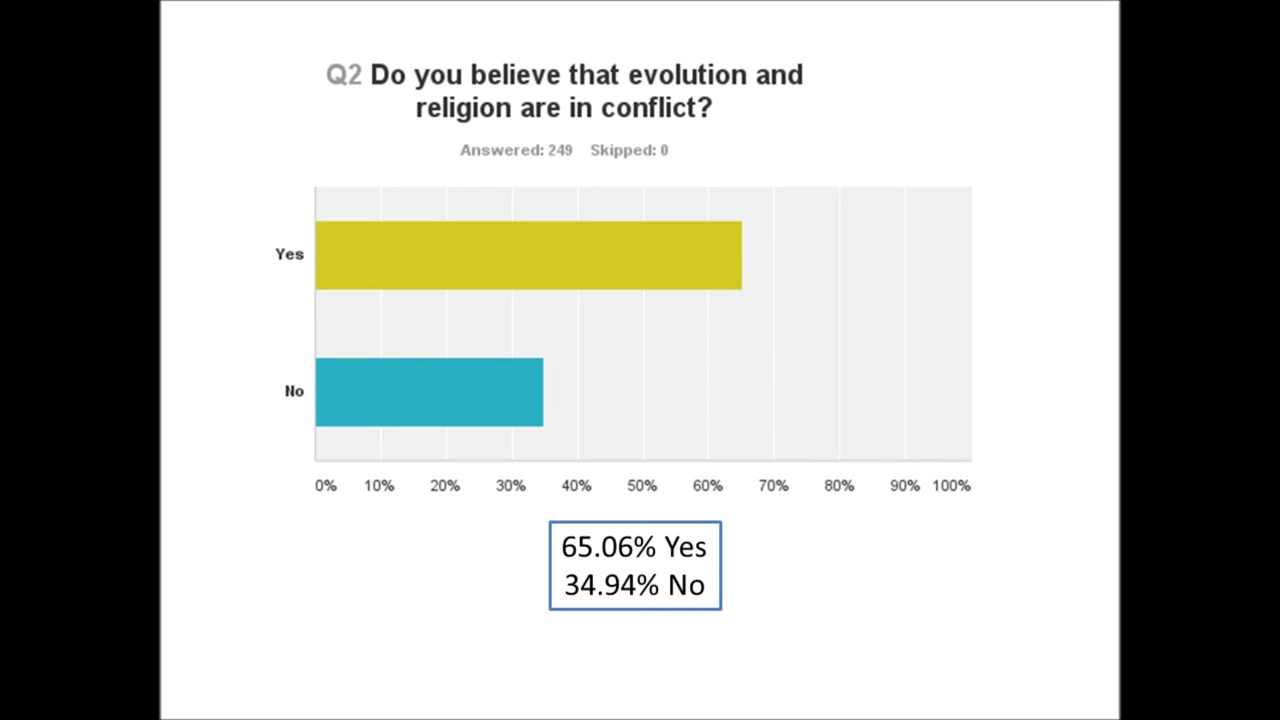 Q2 Do you believe that evolution and
religion are in conflict?
Answered: 249 Skipped: 0
Yes
No
0% 10% 20% 30% 40% 50% 60% 70% 80% 90% 100%
65.06% Yes
34.94% No